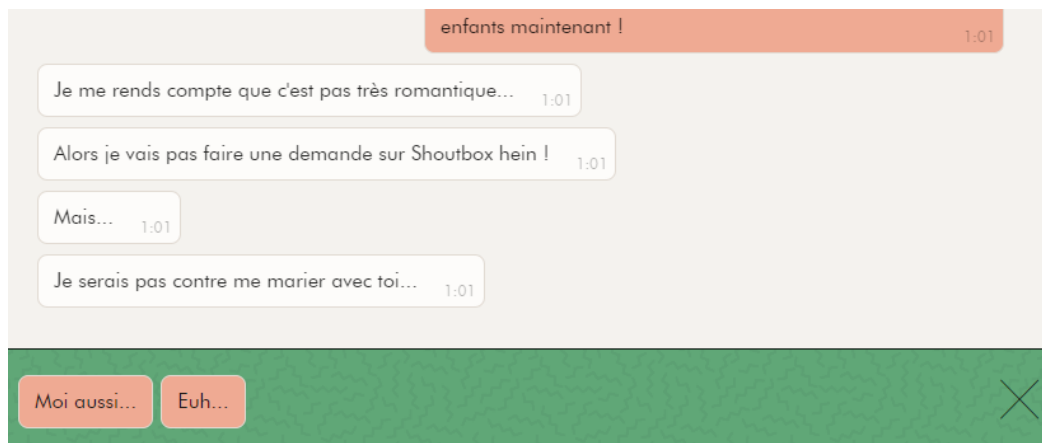 enfants maintenant !
1:01
Je me rends compte que c'est pas très romantique...
1:01
Alors je vais pas faire une demande sur Shoutbox hein !
1:01
Mais...
1:01
Je serais pas contre me marier avec toi...
1:01
Moi aussi...
Euh...